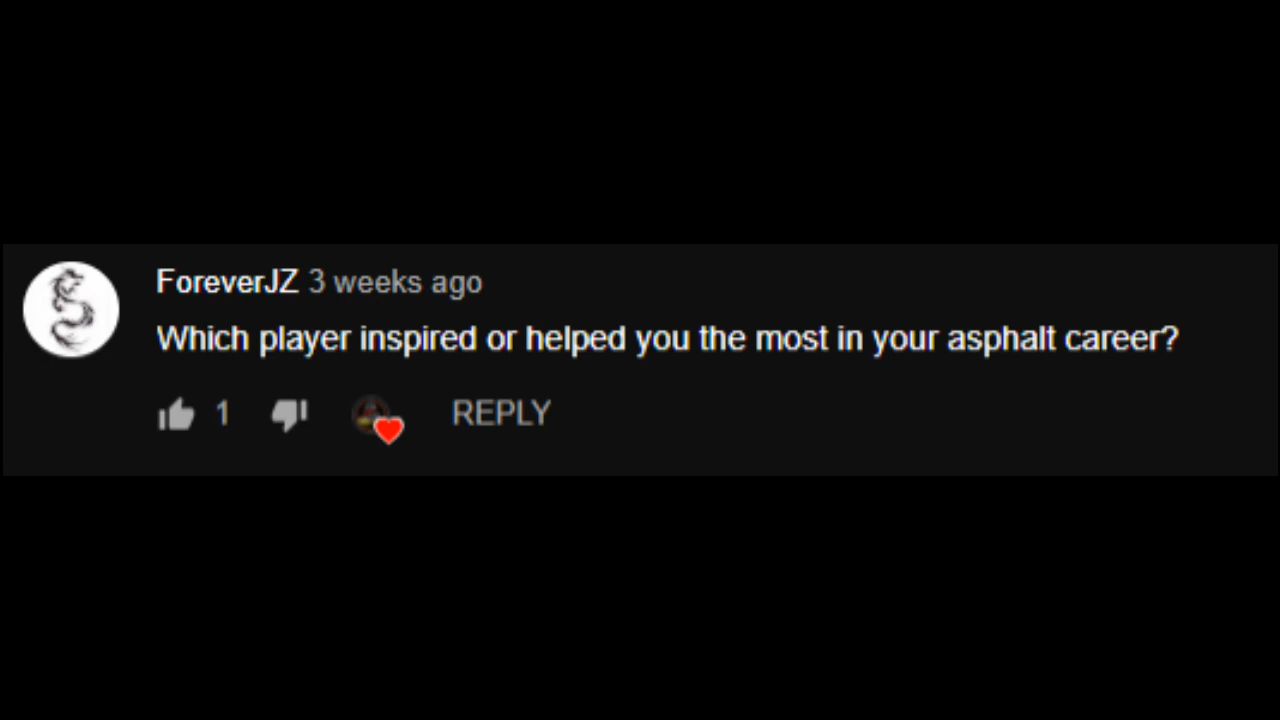 ForeverJZ 3 weeks ago
Which player inspired or helped you the most in your asphalt career?
1 REPLY